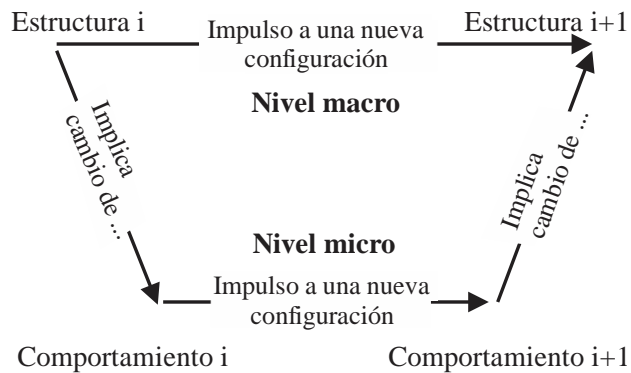 Estructura i
Impulso a una nueva
configuración
Estructura i+1
Nivel macro
Implica
cambio de ...
Implica
cambio de ...
Nivel micro
Impulso a una nueva
configuración
Comportamiento i
Comportamiento i+1